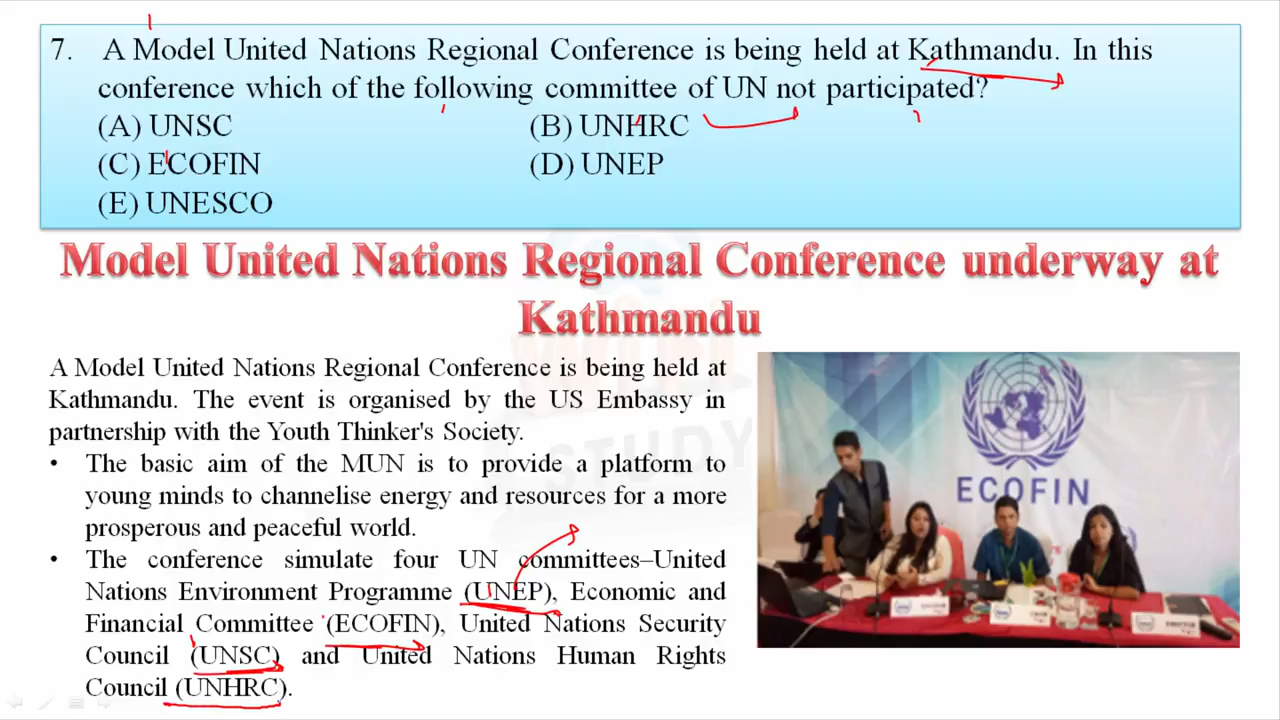 7. A Model United Nations Regional Conference is being held at Kathmandu. In this
conference which of the following committee of UN not participated?
(A) UNSC (B) UNHRC
(C) ECOFIN (D) UNEP
(E) UNESCO
Model United Nations Regional Conference underway at
Kathmandu
A Model United Nations Regional Conference is being held at
Kathmandu. The event is organised by the US Embassy in
partnership with the Youth Thinker's Society.
• The basic aim of the MUN is to provide a platform to
young minds to channelise energy and resources for a more
prosperous and peaceful world.
• The conference simulate four UN committees–United
Nations Environment Programme (UNEP), Economic and
Financial Committee (ECOFIN), United Nations Security
Council (UNSC) and United Nations Human Rights
Council (UNHRC).
ECOFIN
STUDY